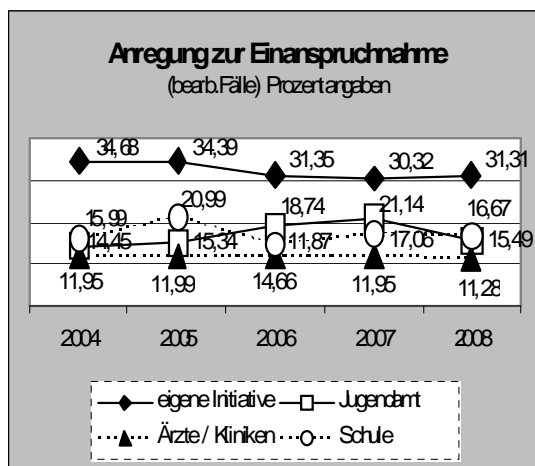 Anregung zur Einanspruchnahme
(bearb.Fälle) Prozentangaben
34,68 34,39 31,35 30,32 31,31
15,99 20,99 18,74 21,14 16,67
14,45 15,34 11,87 17,06 15,49
11,95 11,99 14,66 11,95 11,28
2004 2005 2006 2007 2008
eigene Initiative Jugendamt
Ärzte / Kliniken Schule